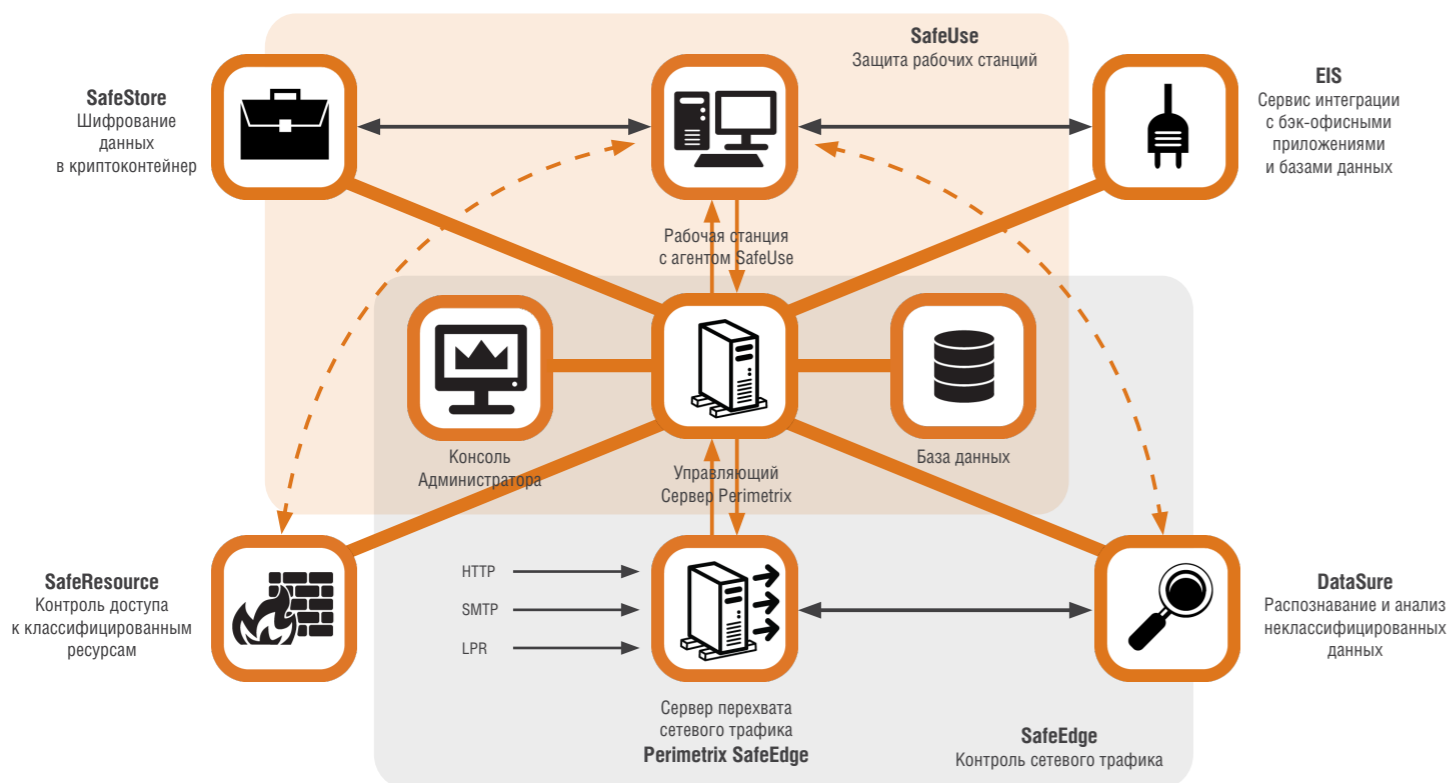 SafeUse
Защита рабочих станций
SafeStore
Шифрование
данных
в криптоконтейнер
EIS
Сервис интеграции
с бэк-офисными
приложениями
и базами данных
Рабочая станция
с агентом SafeUse
Консоль
Администратора
Управляющий
Сервер Perimetrix
База данных
SafeResource
Контроль доступа
к классифицированным
ресурсам
HTTP
SMTP
LPR
DataSure
Распознавание и анализ
неклассифицированных
данных
Сервер перехвата
сетевого трафика
Perimetrix SafeEdge
SafeEdge
Контроль сетевого трафика